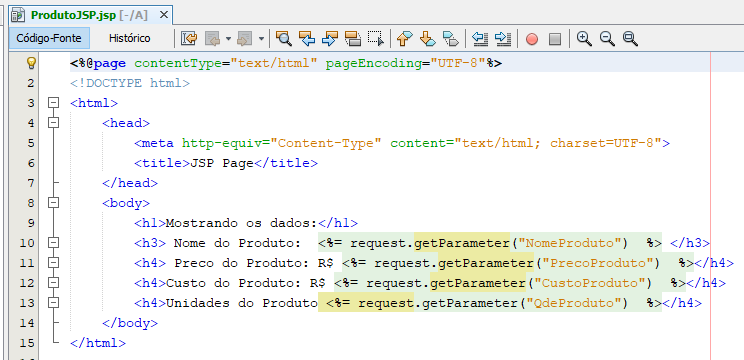 ProdutoJSP.jsp [-/A]
Código-Fonte Histórico
1 <%@page contentType="text/html" pageEncoding="UTF-8"%>
2 <!DOCTYPE html>
3 <html>
4 <head>
5 <meta http-equiv="Content-Type" content="text/html; charset=UTF-8">
6 <title>JSP Page</title>
7 </head>
8 <body>
9 <h1>Mostrando os dados:</h1>
10 <h3> Nome do Produto: <%= request.getParameter("NomeProduto") %> </h3>
11 <h4> Preco do Produto: R$ <%= request.getParameter("PrecoProduto") %></h4>
12 <h4>Custo do Produto: R$ <%= request.getParameter("CustoProduto") %></h4>
13 <h4>Unidades do Produto <%= request.getParameter("QdeProduto") %></h4>
14 </body>
15 </html>